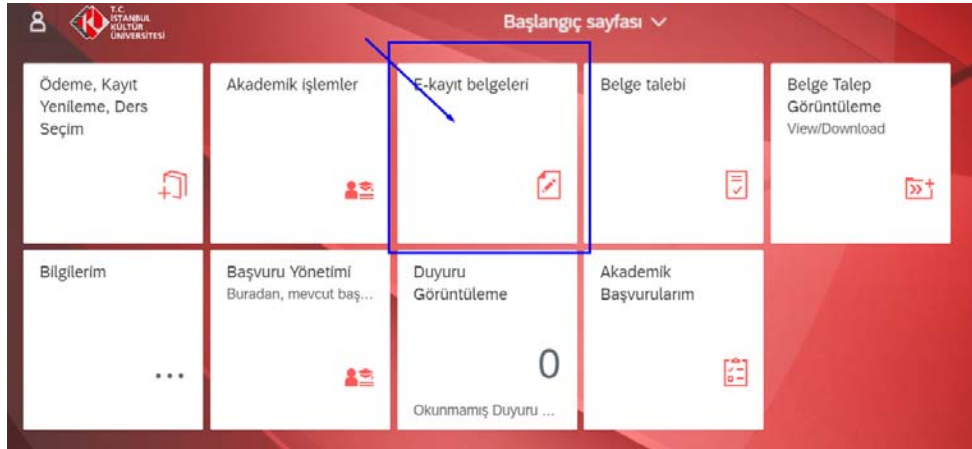 T.C.
İSTANBUL
KÜLTÜR
ÜNİVERSİTESİ
Başlangıç sayfası
Ödeme, Kayıt
Yenileme, Ders
Seçim
Akademik işlemler
E-kayıt belgeleri
Belge talebi
Belge Talep
Görüntüleme
View/Download
Bilgilerim
...
Başvuru Yönetimi
Buradan, mevcut baş...
Duyuru
Görüntüleme
0
Okunmamış Duyuru ...
Akademik
Başvurularım